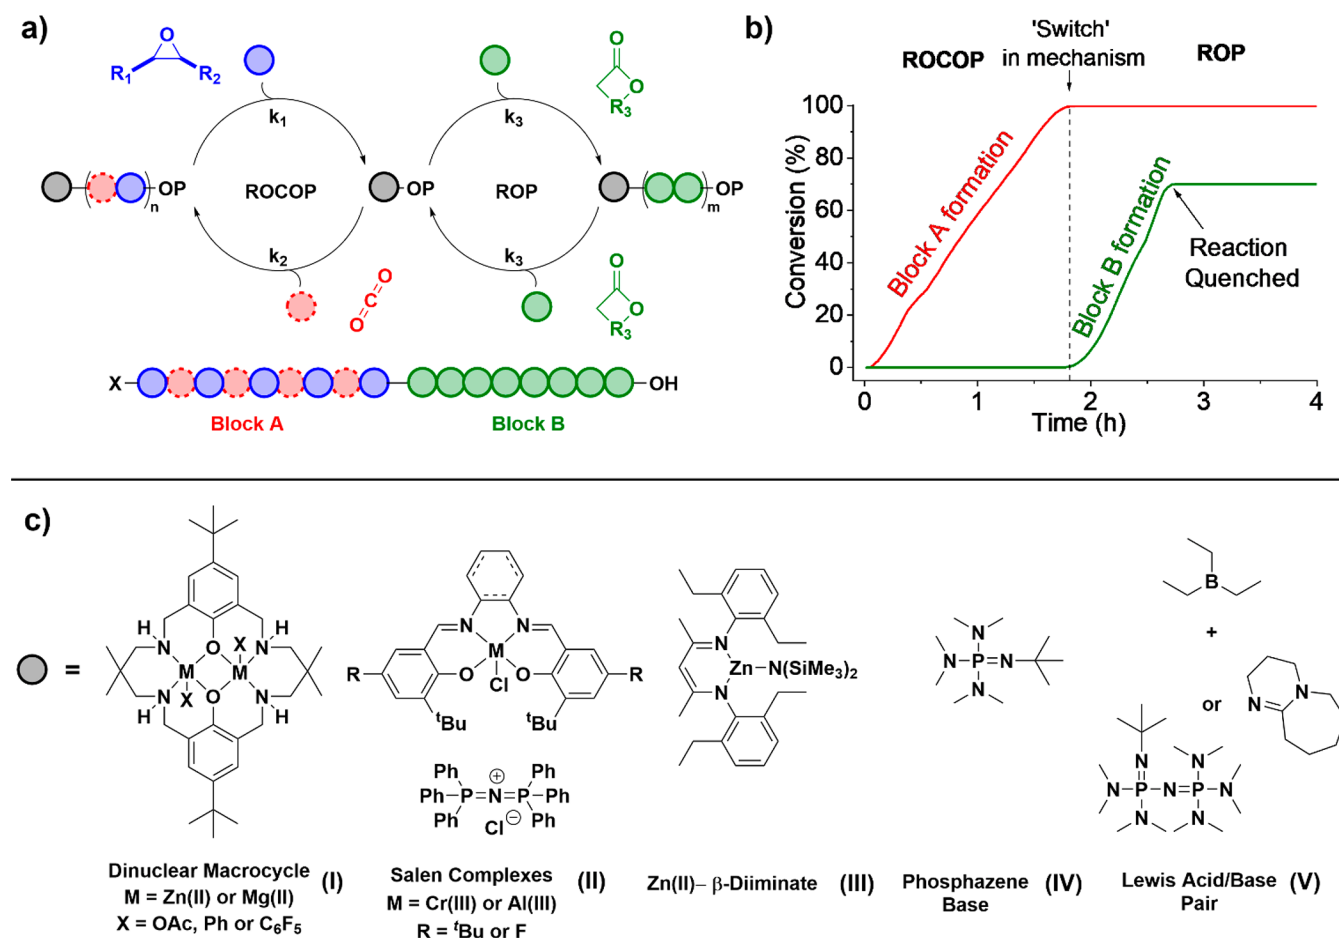 a)
O
R1
R2
k1
OP
n
ROCOP
k2
O=C=O
OP
k3
ROP
k3
O
O
R3
OP
m
O
O
R3
X
OH
Block A
Block B
b)
'Switch'
in mechanism
ROCOP
ROP
Conversion (%)
100
80
60
40
20
0
Block A formation
Block B formation
Reaction
Quenched
0
1
2
3
4
Time (h)
c)
=
H
H
N
O
N
X
M
M
X
N
O
N
H
H
Dinuclear Macrocycle
M = Zn(II) or Mg(II)
X = OAc, Ph or C6F5
(I)
N
N
M
O
O
Cl
R
R
tBu
tBu
Ph
Ph
Ph
P=N=P
⊕
Ph
Ph
Ph
Cl
⊖
Salen Complexes
M = Cr(III) or Al(III)
R = tBu or F
(II)
N
Zn
N(SiMe3)2
N
Zn(II)– β-Diiminate
(III)
N
N
P=N
N
Phosphazene
Base
(IV)
B
+
or
N
N
N
N
N
N
P
N=P
N
N
N
Lewis Acid/Base
Pair
(V)